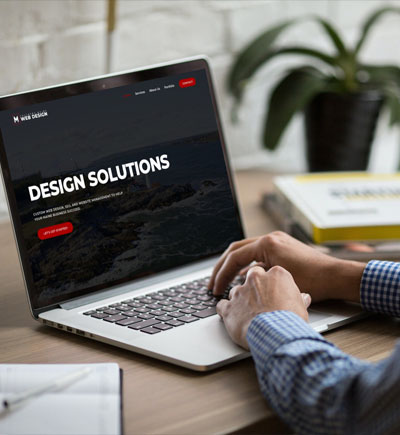 WEB DESIGN
Services
About Us
Portfolio
CONTACT
DESIGN SOLUTIONS
CUSTOM WEB DESIGN, SEO, AND WEBSITE MANAGEMENT TO HELP
YOUR MAINE BUSINESS SUCCEED.
LET'S GET STARTED